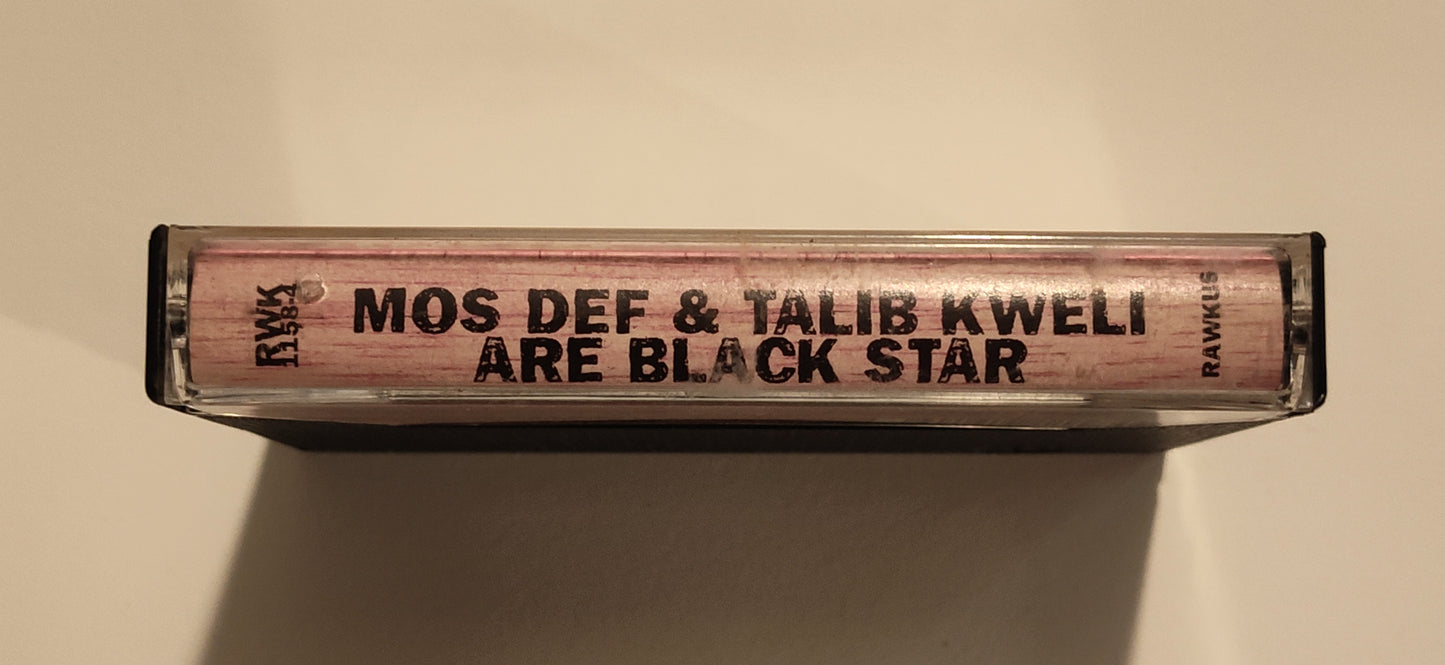 RWK
1158-4
MOS DEF & TALIB KWELI
ARE BLACK STAR
RAWKUS